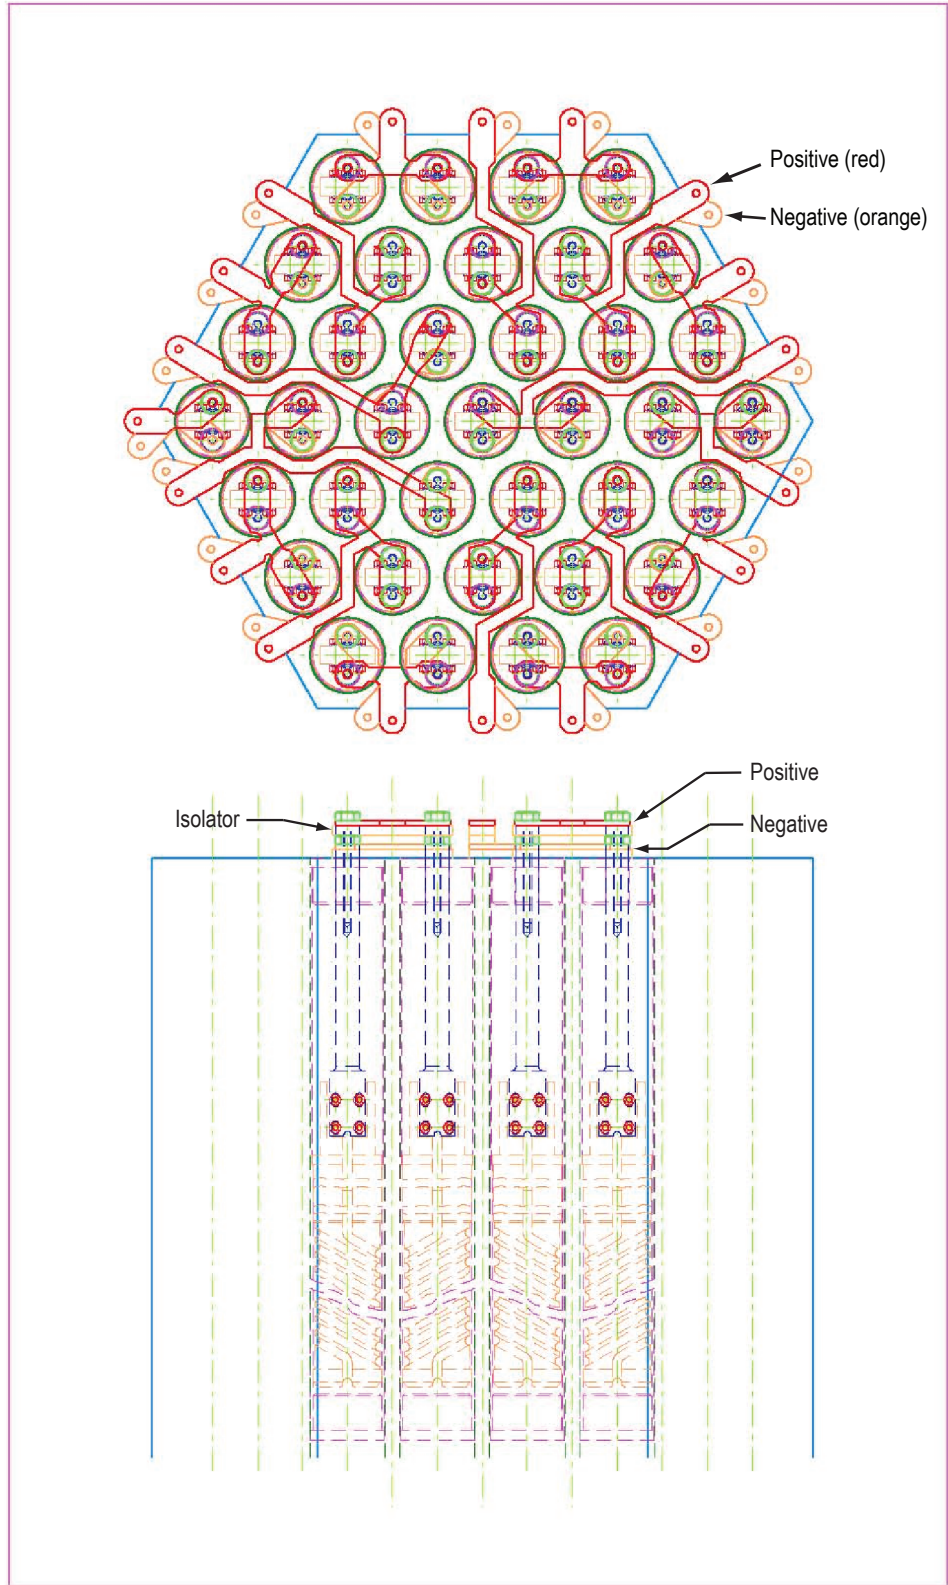 Positive (red)
Negative (orange)
Positive
Isolator
Negative